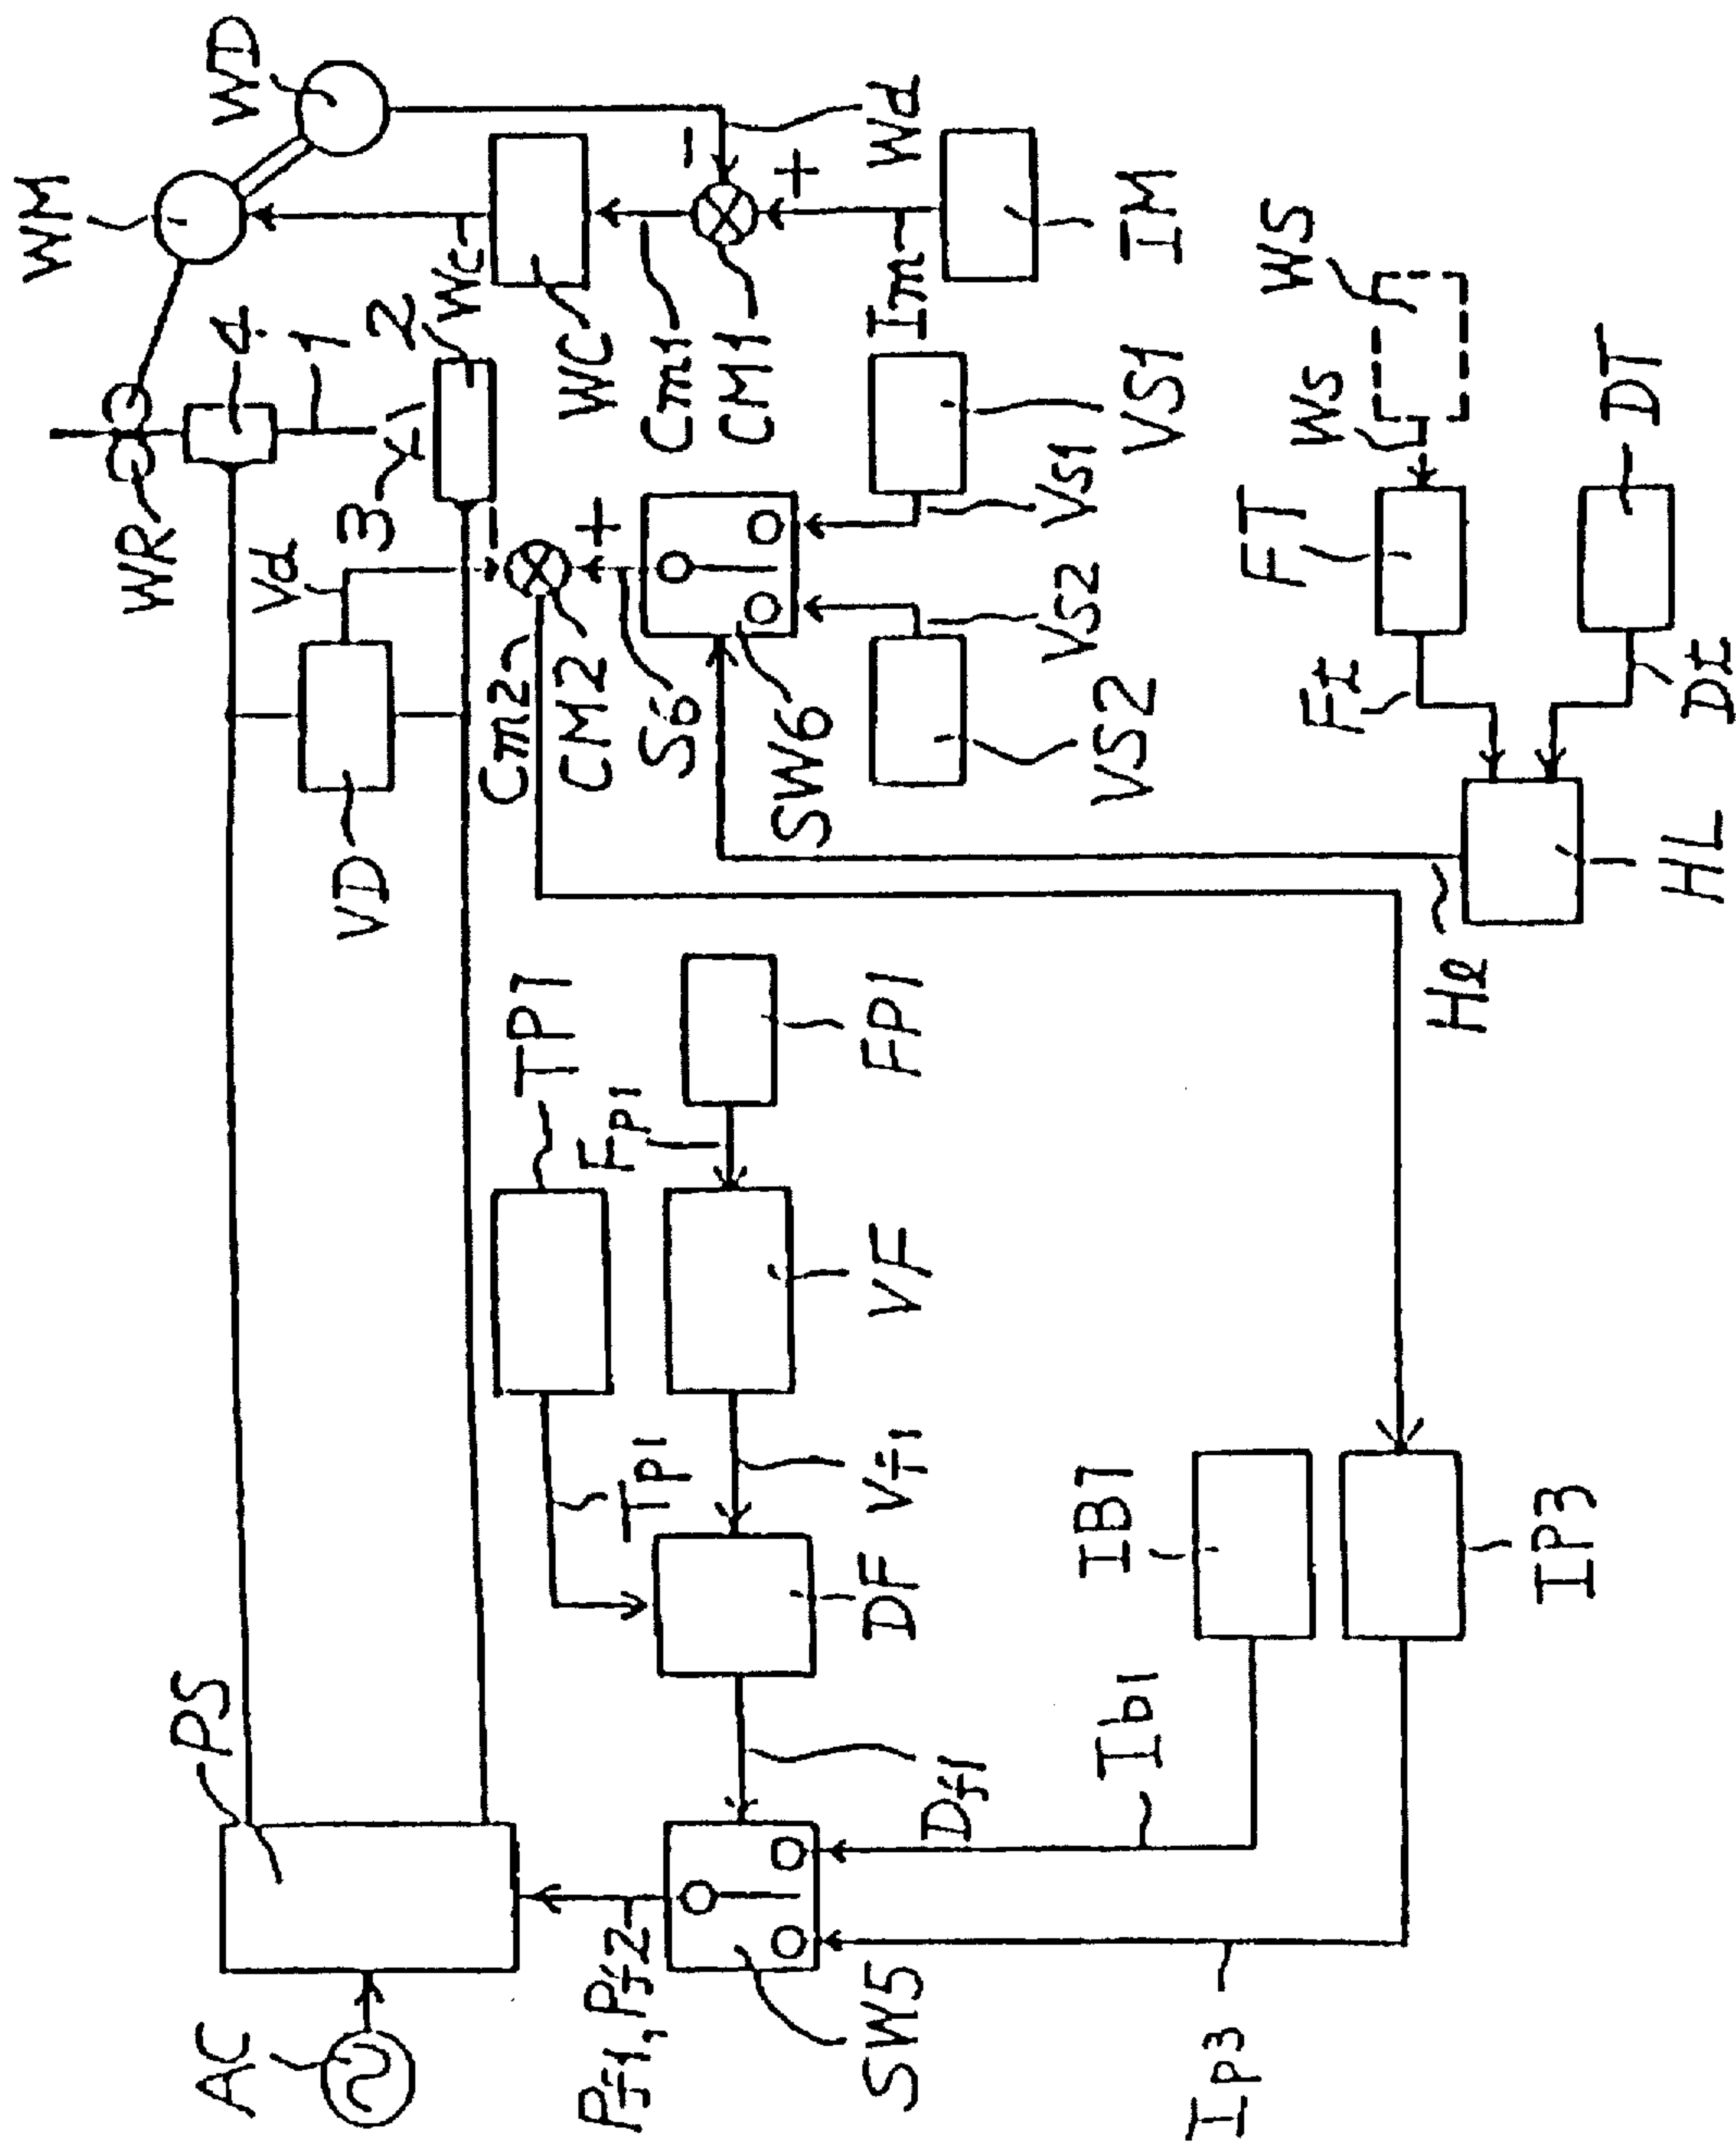 AC
PS
VD
Vd
WR
3
4
1
2
WM
WD
Wc
WC
Cm1
CM1
Wd
Im
IM
−
+
−
+
Cm2
CM2
S6
SW6
Vs1
VS1
Vs2
VS2
WS
Ws
FT
DT
Ft
Dt
HL
Hl
TP1
Tp1
Fp1
FP1
VF
Vf1
DF
Df1
Pf1, Pf2
SW5
IB1
Ib1
IP3
Ip3